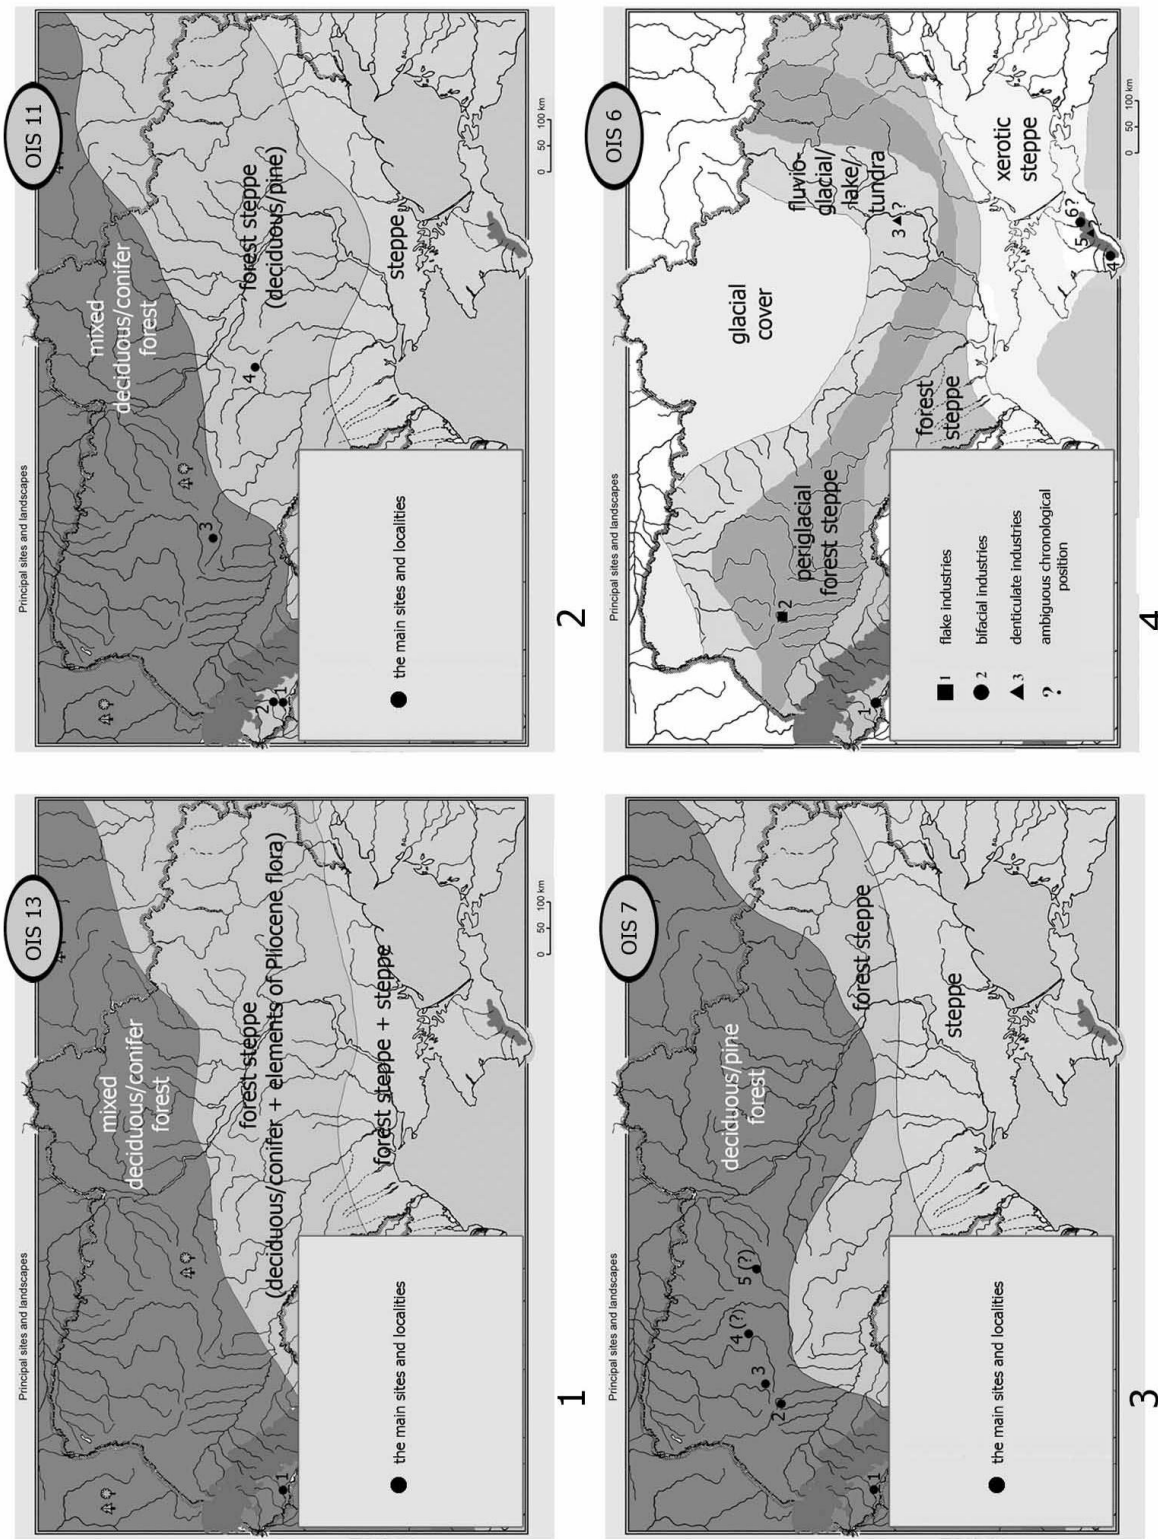 Principal sites and landscapes
OIS 13
mixed
deciduous/conifer
forest
forest steppe
(deciduous/conifer + elements of Pliocene flora)
forest steppe + steppe
1
the main sites and localities
0 50 100 km
1
Principal sites and landscapes
OIS 11
mixed
deciduous/conifer
forest
3
4
forest steppe
(deciduous/pine)
steppe
2
1
the main sites and localities
0 50 100 km
2
Principal sites and landscapes
OIS 7
deciduous/pine
forest
5 (?)
4 (?)
3
2
1
forest steppe
steppe
the main sites and localities
3
Principal sites and landscapes
OIS 6
glacial
cover
fluvio-
glacial/
lake/
tundra
3 ?
2
periglacial
forest steppe
forest
steppe
xerotic
steppe
1
6?
5 ?
4
1 flake industries
2 bifacial industries
3 denticulate industries
? ambiguous chronological
position
0 50 100 km
4